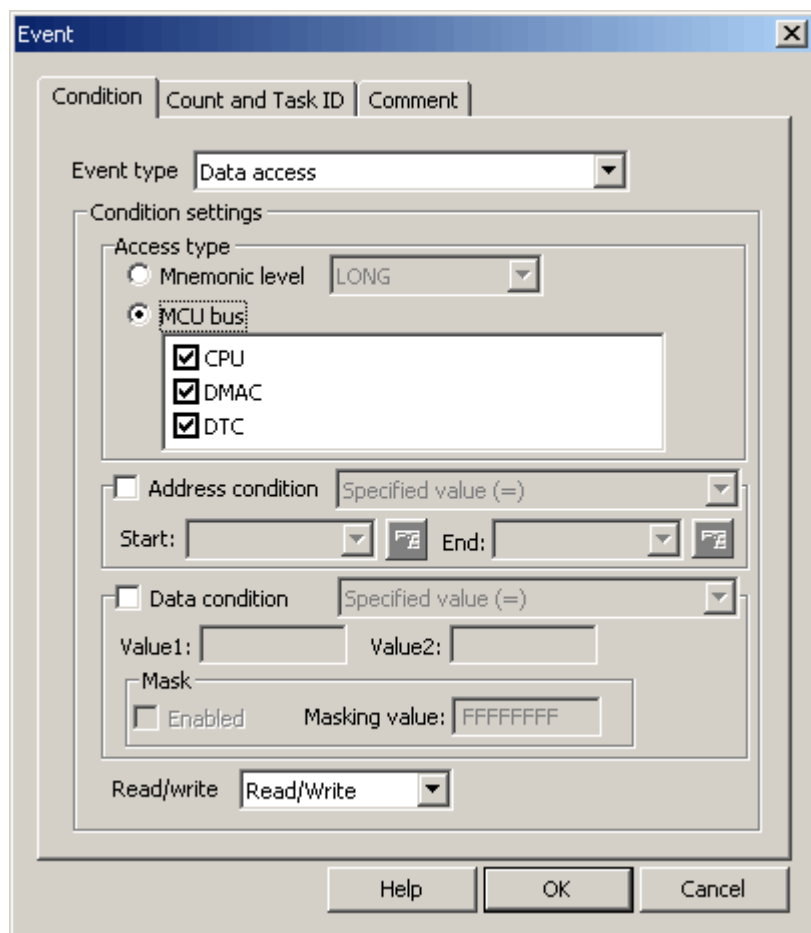 Event
Condition Count and Task ID Comment
Event type Data access
Condition settings
Access type
Mnemonic level LONG
MCU bus
CPU
DMAC
DTC
Address condition Specified value (=)
Start: End:
Data condition Specified value (=)
Value1: Value2:
Mask
Enabled Masking value: FFFFFFFF
Read/write Read/Write
Help OK Cancel